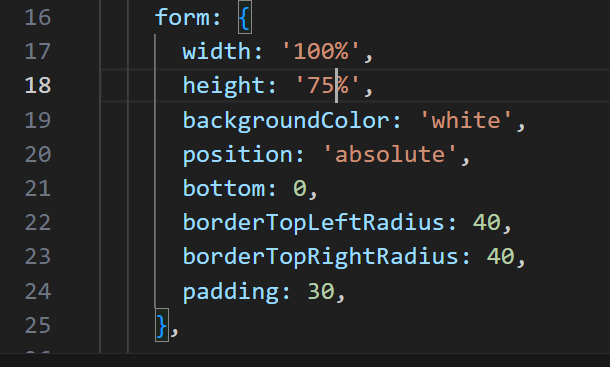 16 form: {
17 width: '100%',
18 height: '75%',
19 backgroundColor: 'white',
20 position: 'absolute',
21 bottom: 0,
22 borderTopLeftRadius: 40,
23 borderTopRightRadius: 40,
24 padding: 30,
25 },